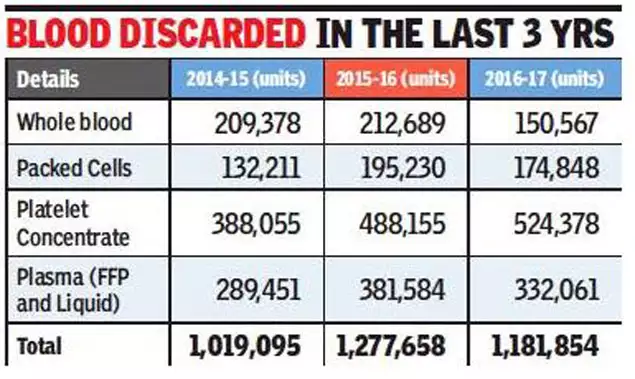 BLOOD DISCARDED IN THE LAST 3 YRS
Details 2014-15 (units) 2015-16 (units) 2016-17 (units)
Whole blood 209,378 212,689 150,567
Packed Cells 132,211 195,230 174,848
Platelet
Concentrate 388,055 488,155 524,378
Plasma (FFP
and Liquid) 289,451 381,584 332,061
Total 1,019,095 1,277,658 1,181,854